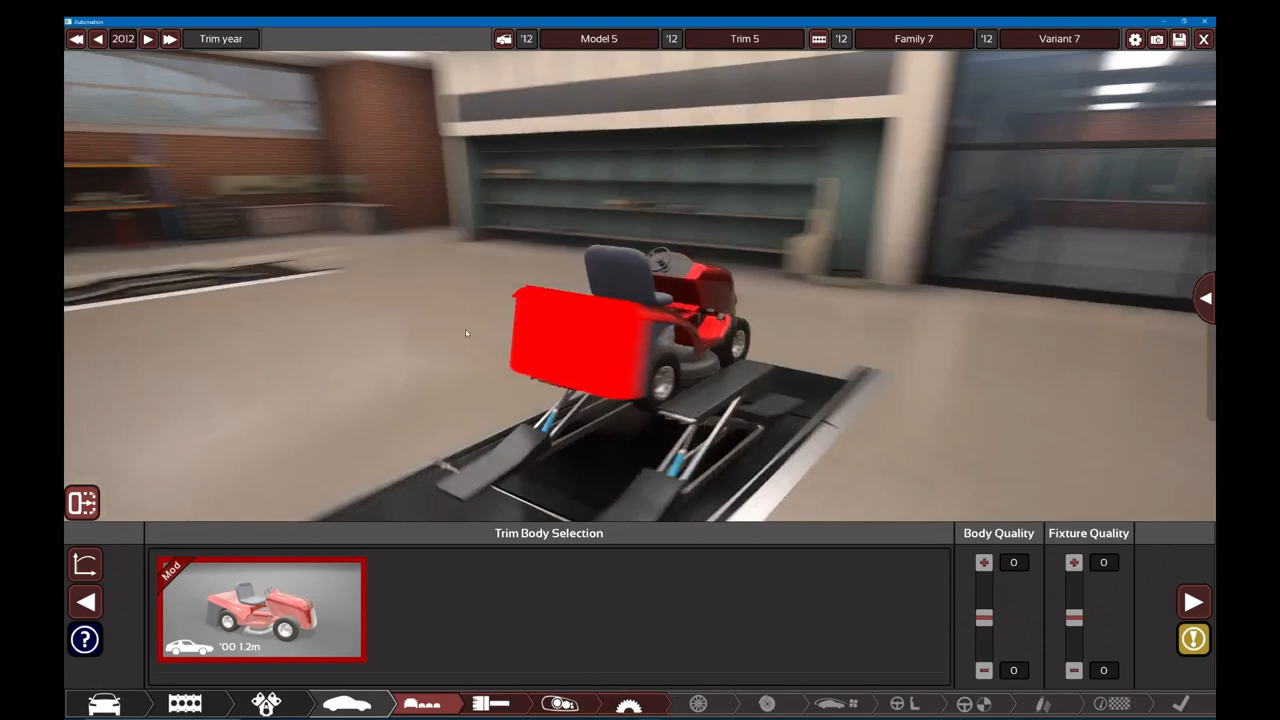 Automation
2012
Trim year
'12
Model 5
'12
Trim 5
'12
Family 7
'12
Variant 7
Trim Body Selection
Body Quality
Fixture Quality
Mod
'00 1.2m
0
0
0
0